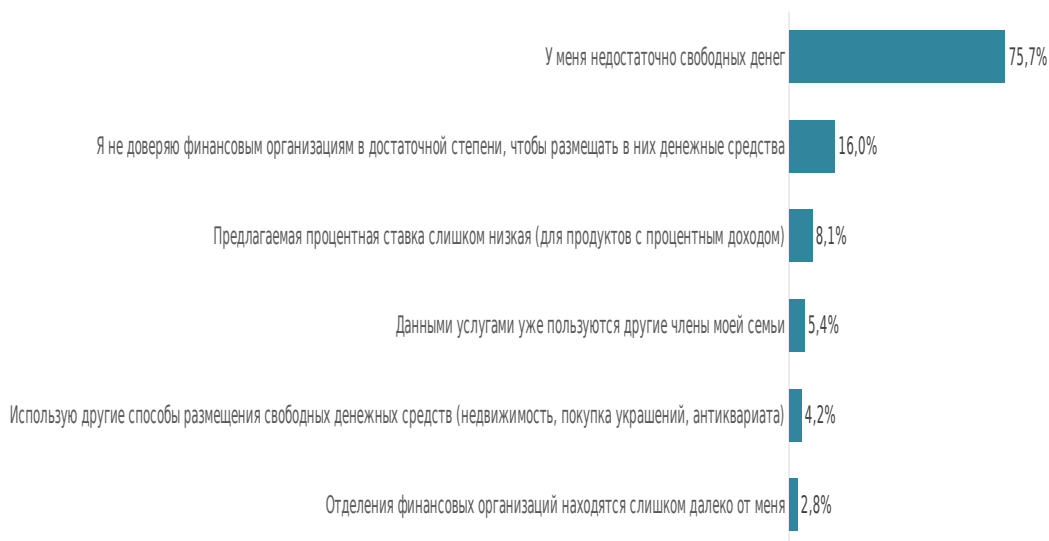 У меня недостаточно свободных денег 75,7%
Я не доверяю финансовым организациям в достаточной степени, чтобы размещать в них денежные средства 16,0%
Предлагаемая процентная ставка слишком низкая (для продуктов с процентным доходом) 8,1%
Данными услугами уже пользуются другие члены моей семьи 5,4%
Использую другие способы размещения свободных денежных средств (недвижимость, покупка украшений, антиквариата) 4,2%
Отделения финансовых организаций находятся слишком далеко от меня 2,8%